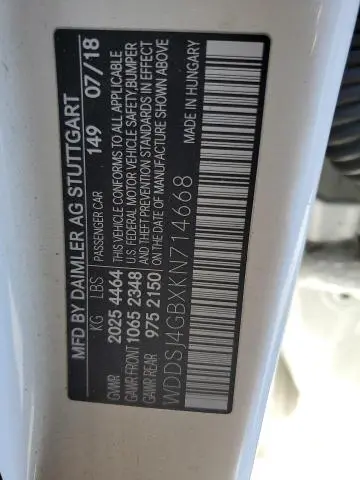 MFD BY DAIMLER AG STUTTGART
KG LBS PASSENGER CAR 149 07/18
GVWR 2025 4464 THIS VEHICLE CONFORMS TO ALL APPLICABLE
GAWR FRONT 1065 2348 U.S. FEDERAL MOTOR VEHICLE SAFETY, BUMPER
GAWR REAR 975 2150 AND THEFT PREVENTION STANDARDS IN EFFECT
ON THE DATE OF MANUFACTURE SHOWN ABOVE
WDDSJ4GBXKN714668 MADE IN HUNGARY